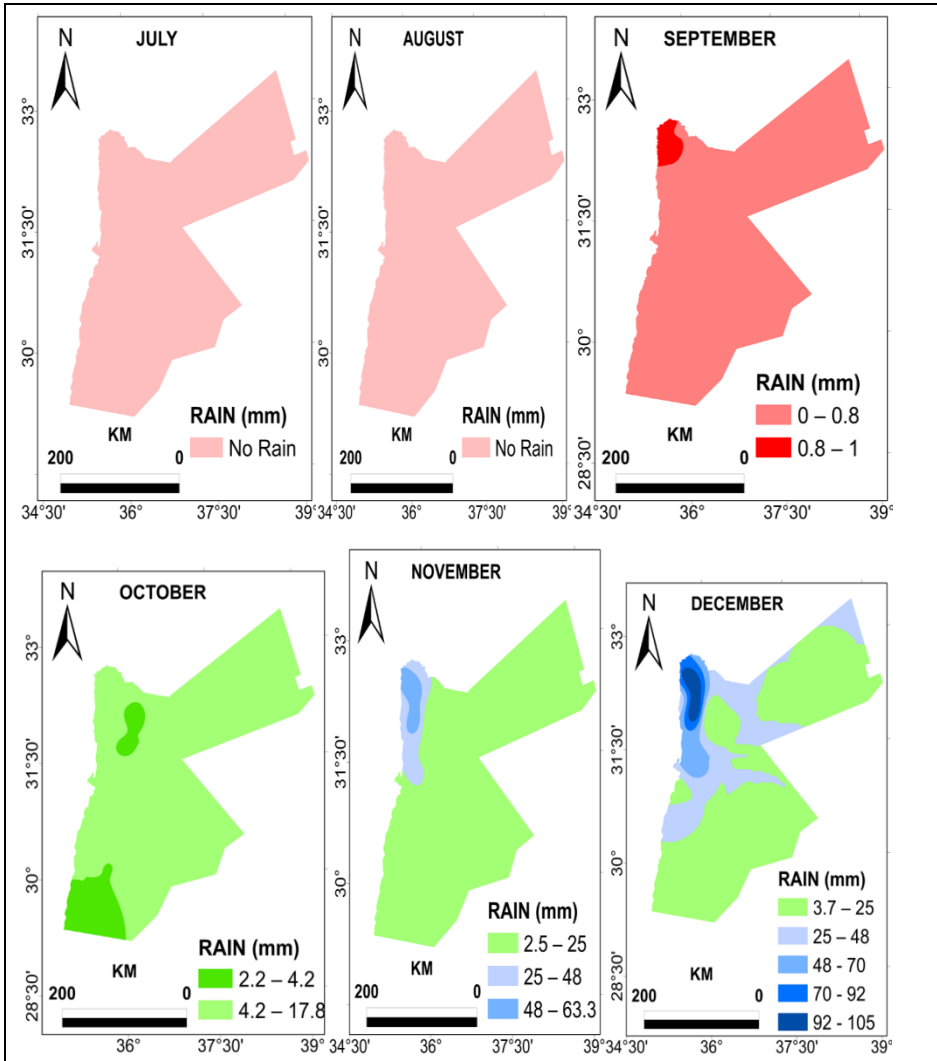 N
JULY
33°
31°30'
30°
RAIN (mm)
No Rain
KM
200 0
34°30' 36° 37°30' 39°
N
AUGUST
33°
31°30'
30°
RAIN (mm)
No Rain
KM
200 0
34°30' 36° 37°30' 39°
N
SEPTEMBER
33°
31°30'
30°
28°30'
RAIN (mm)
0 – 0.8
0.8 – 1
KM
200 0
36° 37°30' 39°
N
OCTOBER
33°
31°30'
30°
28°30'
RAIN (mm)
2.2 – 4.2
4.2 – 17.8
KM
200 0
36° 37°30' 39°
N
NOVEMBER
33°
31°30'
30°
28°30'
RAIN (mm)
2.5 – 25
25 – 48
48 – 63.3
KM
200 0
36° 37°30' 39°
N
DECEMBER
33°
31°30'
30°
28°30'
RAIN (mm)
3.7 – 25
25 – 48
48 – 70
70 - 92
92 - 105
KM
200 0
36° 37°30' 39°